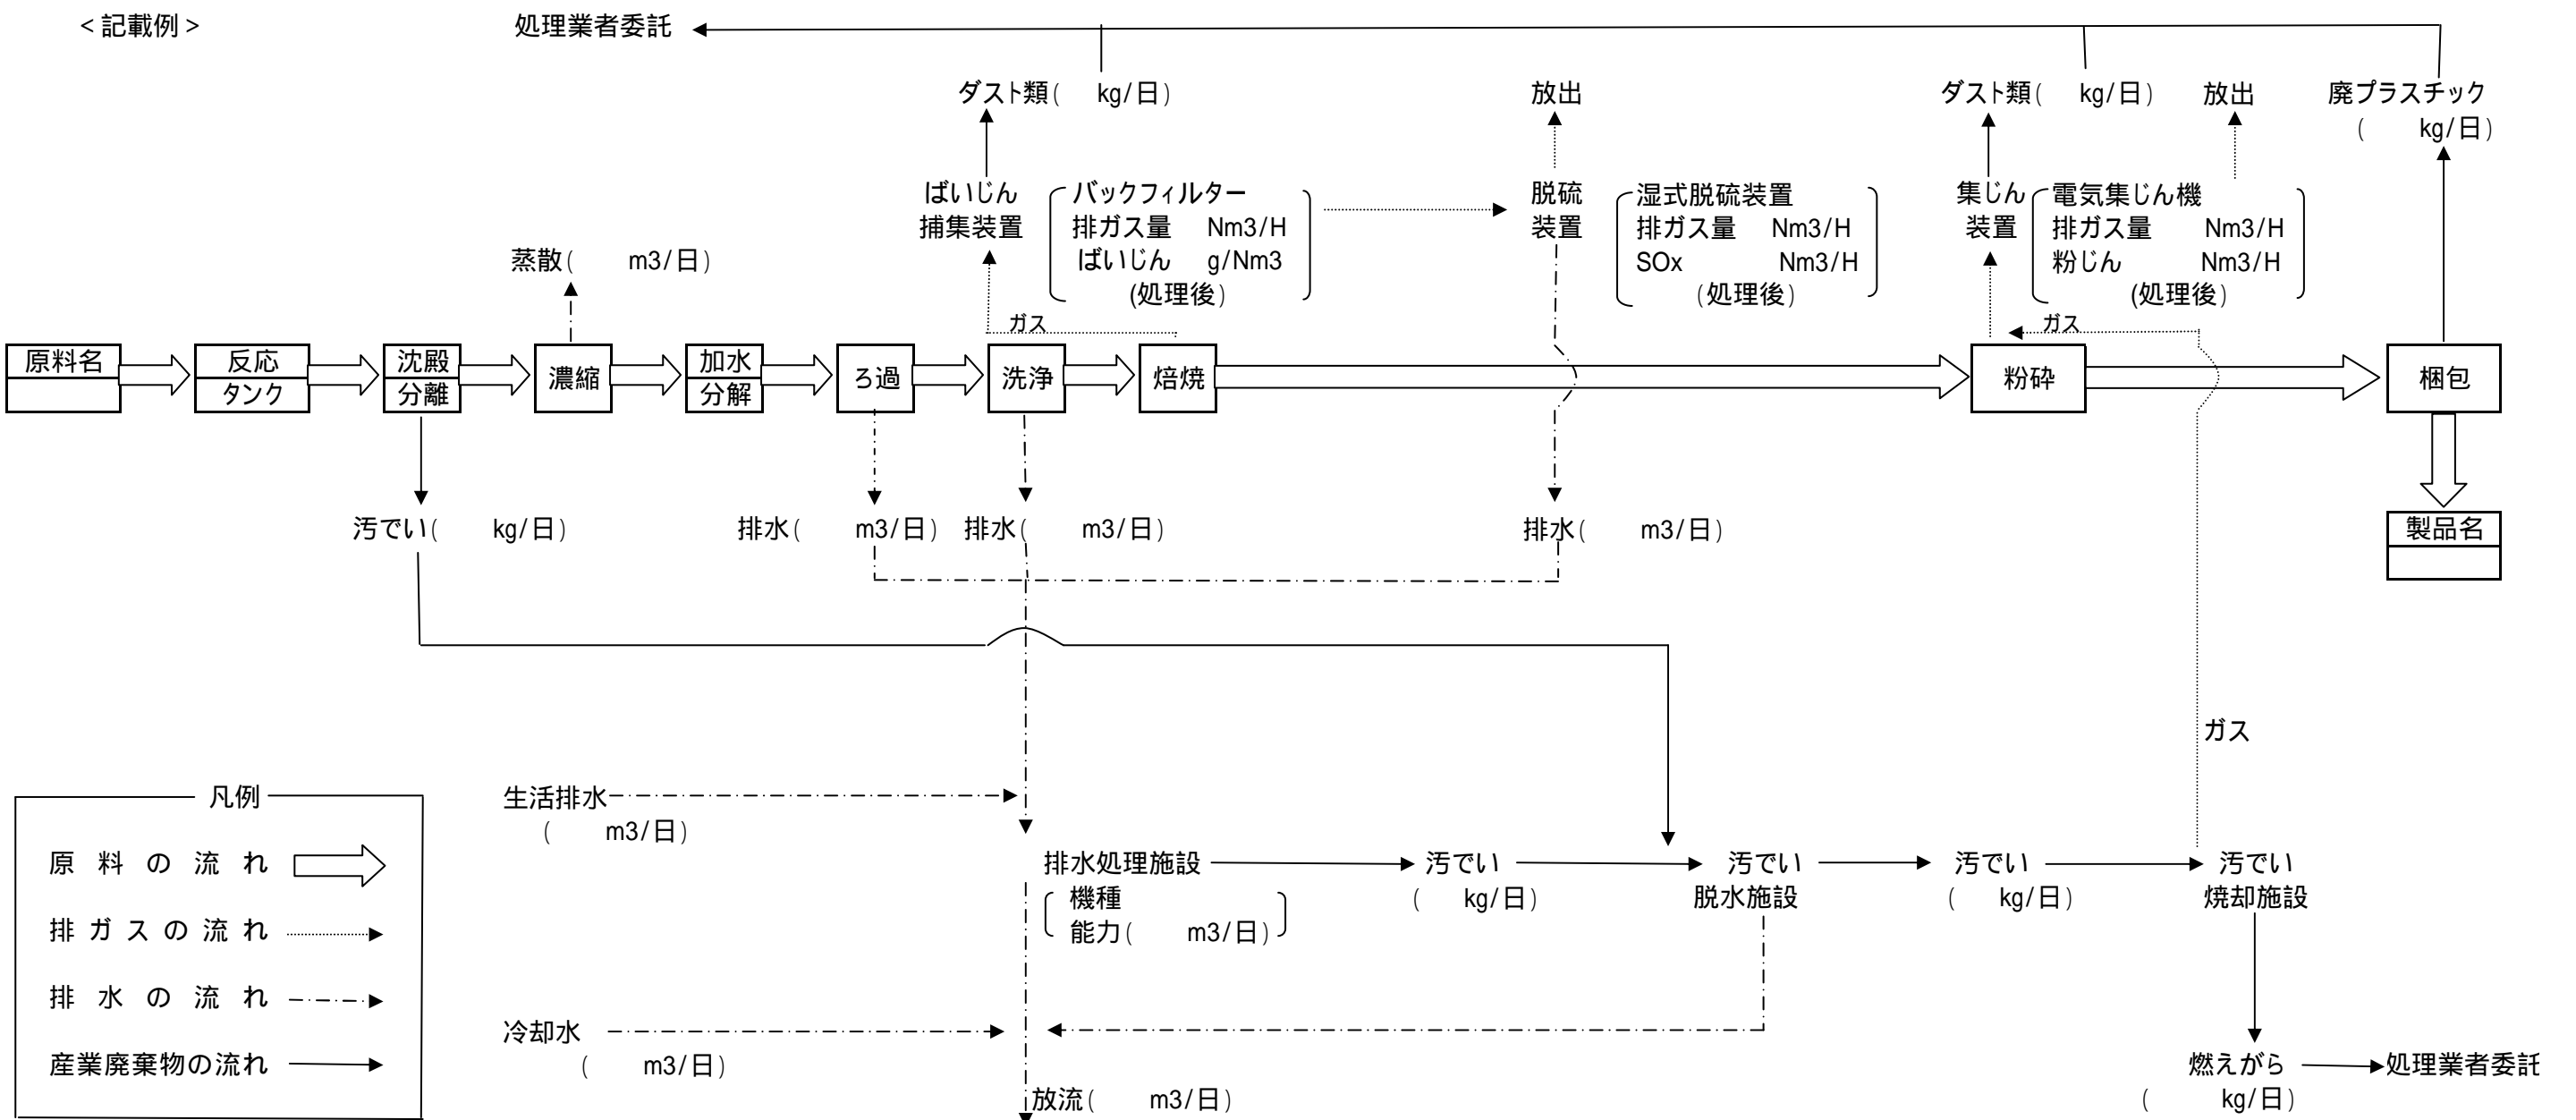 <記載例>
処理業者委託
ダスト類( kg/日)
放出
ダスト類( kg/日)
放出
廃プラスチック
( kg/日)
ばいじん
捕集装置
バックフィルター
排ガス量 Nm3/H
ばいじん g/Nm3
(処理後)
脱硫
装置
湿式脱硫装置
排ガス量 Nm3/H
SOx Nm3/H
(処理後)
集じん
装置
電気集じん機
排ガス量 Nm3/H
粉じん Nm3/H
(処理後)
蒸散( m3/日)
ガス
ガス
原料名
反応
タンク
沈殿
分離
濃縮
加水
分解
ろ過
洗浄
焙焼
粉砕
梱包
汚でい( kg/日)
排水( m3/日)
排水( m3/日)
排水( m3/日)
製品名
ガス
凡例
原料の流れ
排ガスの流れ
排水の流れ
産業廃棄物の流れ
生活排水
( m3/日)
排水処理施設
機種
能力( m3/日)
汚でい
( kg/日)
汚でい
脱水施設
汚でい
( kg/日)
汚でい
焼却施設
冷却水
( m3/日)
燃えがら
( kg/日)
処理業者委託
放流( m3/日)